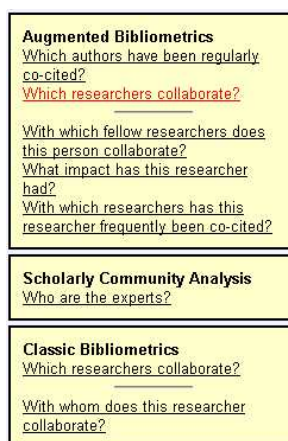 Augmented Bibliometrics
Which authors have been regularly
co-cited?
Which researchers collaborate?
With which fellow researchers does
this person collaborate?
What impact has this researcher
had?
With which researchers has this
researcher frequently been co-cited?
Scholarly Community Analysis
Who are the experts?
Classic Bibliometrics
Which researchers collaborate?
With whom does this researcher
collaborate?